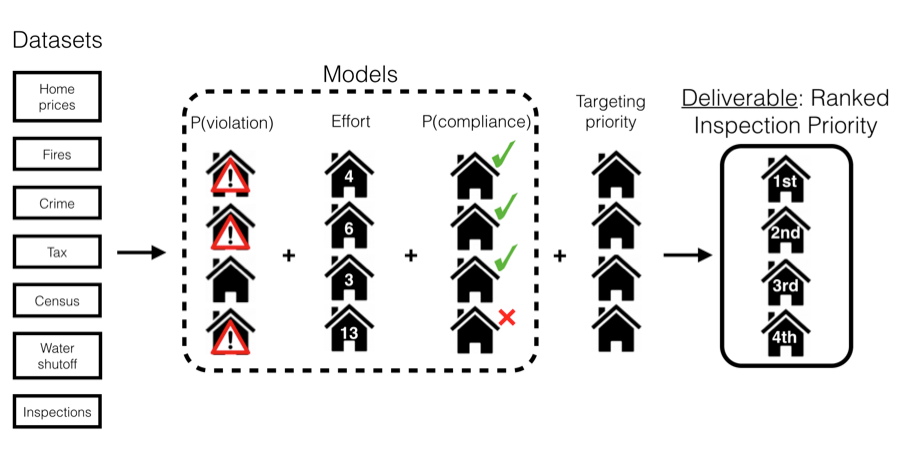 Datasets
Home
prices
Fires
Crime
Tax
Census
Water
shutoff
Inspections
Models
P(violation)
!
!
!
+
Effort
4
6
3
13
+
P(compliance)
+
Targeting
priority
Deliverable: Ranked
Inspection Priority
1st
2nd
3rd
4th